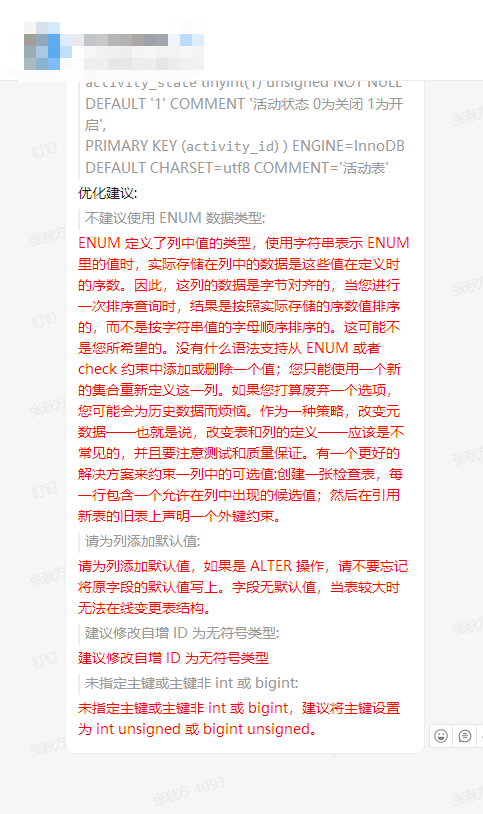 activity_state tinyint(1) unsigned NOT NULL
DEFAULT '1' COMMENT '活动状态 0为关闭 1为开
启',
PRIMARY KEY (activity_id) ) ENGINE=InnoDB
DEFAULT CHARSET=utf8 COMMENT='活动表'
优化建议:
不建议使用 ENUM 数据类型:
ENUM 定义了列中值的类型，使用字符串表示 ENUM
里的值时，实际存储在列中的数据是这些值在定义时
的序数。因此，这列的数据是字节对齐的，当您进行
一次排序查询时，结果是按照实际存储的序数值排序
的，而不是按字符串值的字母顺序排序的。这可能不
是您所希望的。没有什么语法支持从 ENUM 或者
check 约束中添加或删除一个值；您只能使用一个新
的集合重新定义这一列。如果您打算废弃一个选项，
您可能会为历史数据而烦恼。作为一种策略，改变元
数据——也就是说，改变表和列的定义——应该是不
常见的，并且要注意测试和质量保证。有一个更好的
解决方案来约束一列中的可选值:创建一张检查表，每
一行包含一个允许在列中出现的候选值；然后在引用
新表的旧表上声明一个外键约束。
请为列添加默认值:
请为列添加默认值，如果是 ALTER 操作，请不要忘记
将原字段的默认值写上。字段无默认值，当表较大时
无法在线变更表结构。
建议修改自增 ID 为无符号类型:
建议修改自增 ID 为无符号类型
未指定主键或主键非 int 或 bigint:
未指定主键或主键非 int 或 bigint，建议将主键设置
为 int unsigned 或 bigint unsigned。
张秋方 4093